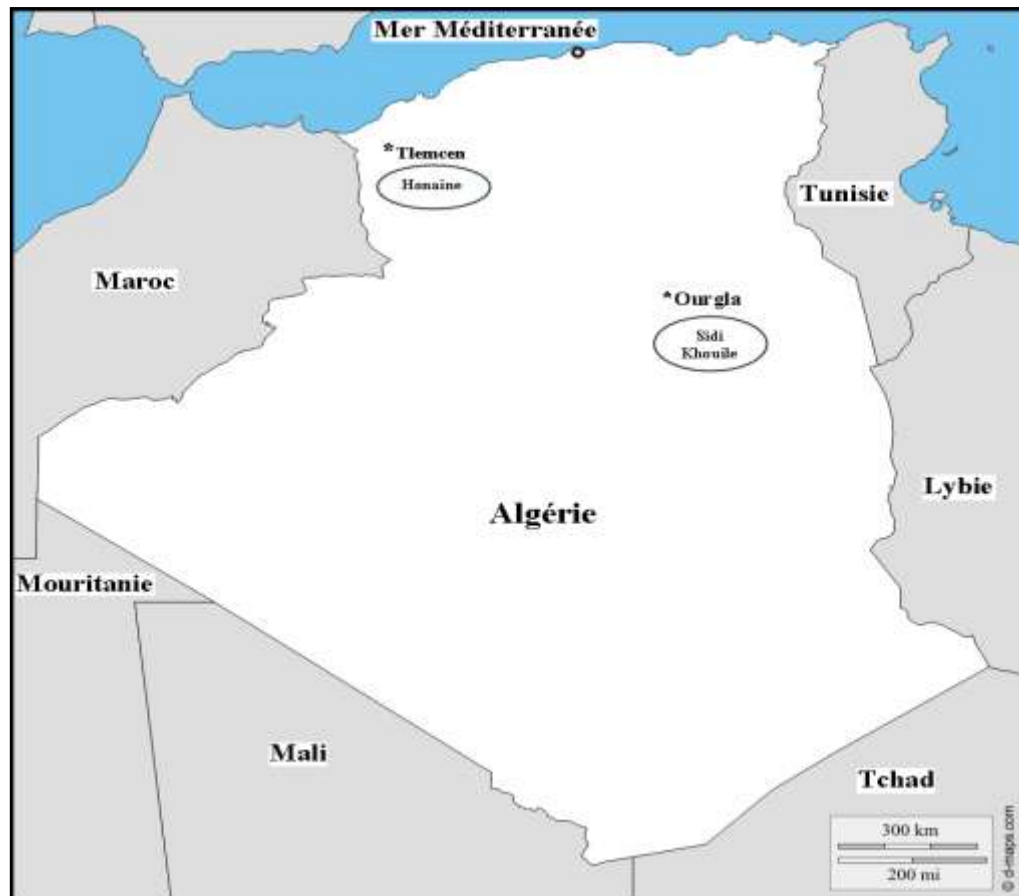 Mer Méditerranée
*Tlemcen
Honaine
Tunisie
Maroc
*Ourgla
Sidi
Khouile
Lybie
Algérie
Mouritanie
Mali
Tchad
300 km
200 mi
© d-maps.com